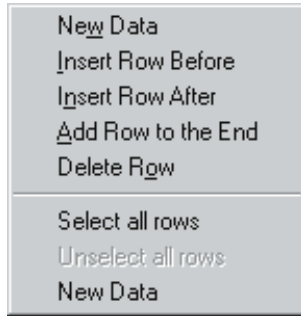 New Data
Insert Row Before
Insert Row After
Add Row to the End
Delete Row
Select all rows
Unselect all rows
New Data